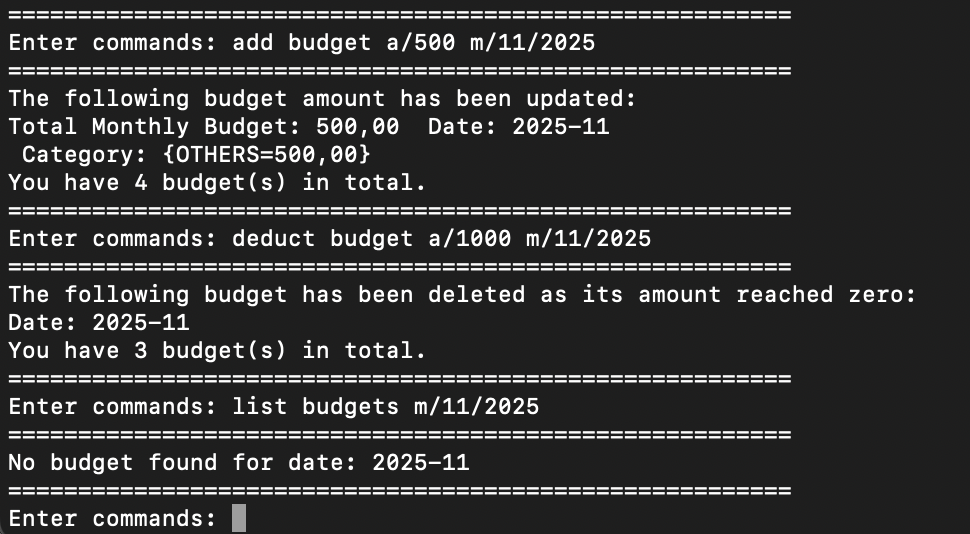 ========================================================
Enter commands: add budget a/500 m/11/2025
========================================================
The following budget amount has been updated:
Total Monthly Budget: 500,00  Date: 2025-11
 Category: {OTHERS=500,00}
You have 4 budget(s) in total.
========================================================
Enter commands: deduct budget a/1000 m/11/2025
========================================================
The following budget has been deleted as its amount reached zero:
Date: 2025-11
You have 3 budget(s) in total.
========================================================
Enter commands: list budgets m/11/2025
========================================================
No budget found for date: 2025-11
========================================================
Enter commands: